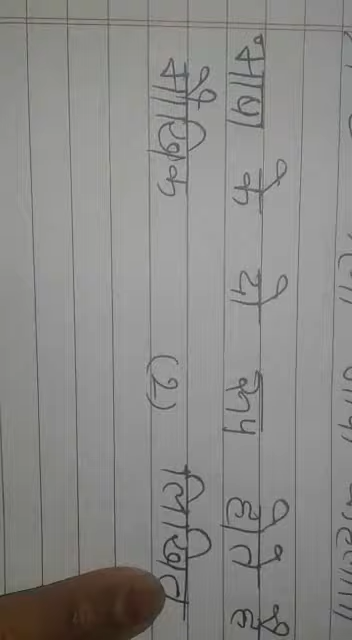 भाषा के दो रूप होते हैं
मौखिक (2) लिखित